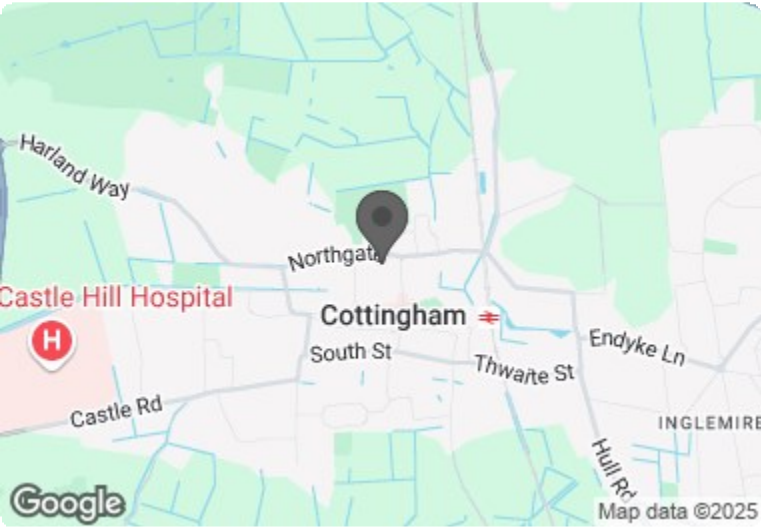 Harland Way
Northgate
Castle Hill Hospital
H
Cottingham
South St
Endyke Ln
Thwaite St
Castle Rd
INGLEMIRE
Hull Rd
Google
Map data ©2025